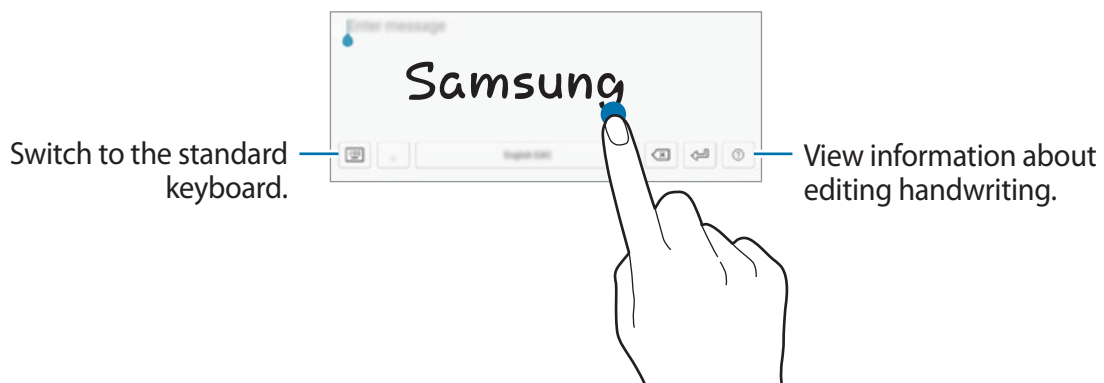 Enter message
Samsung
Switch to the standard
keyboard.
English (UK)
View information about
editing handwriting.